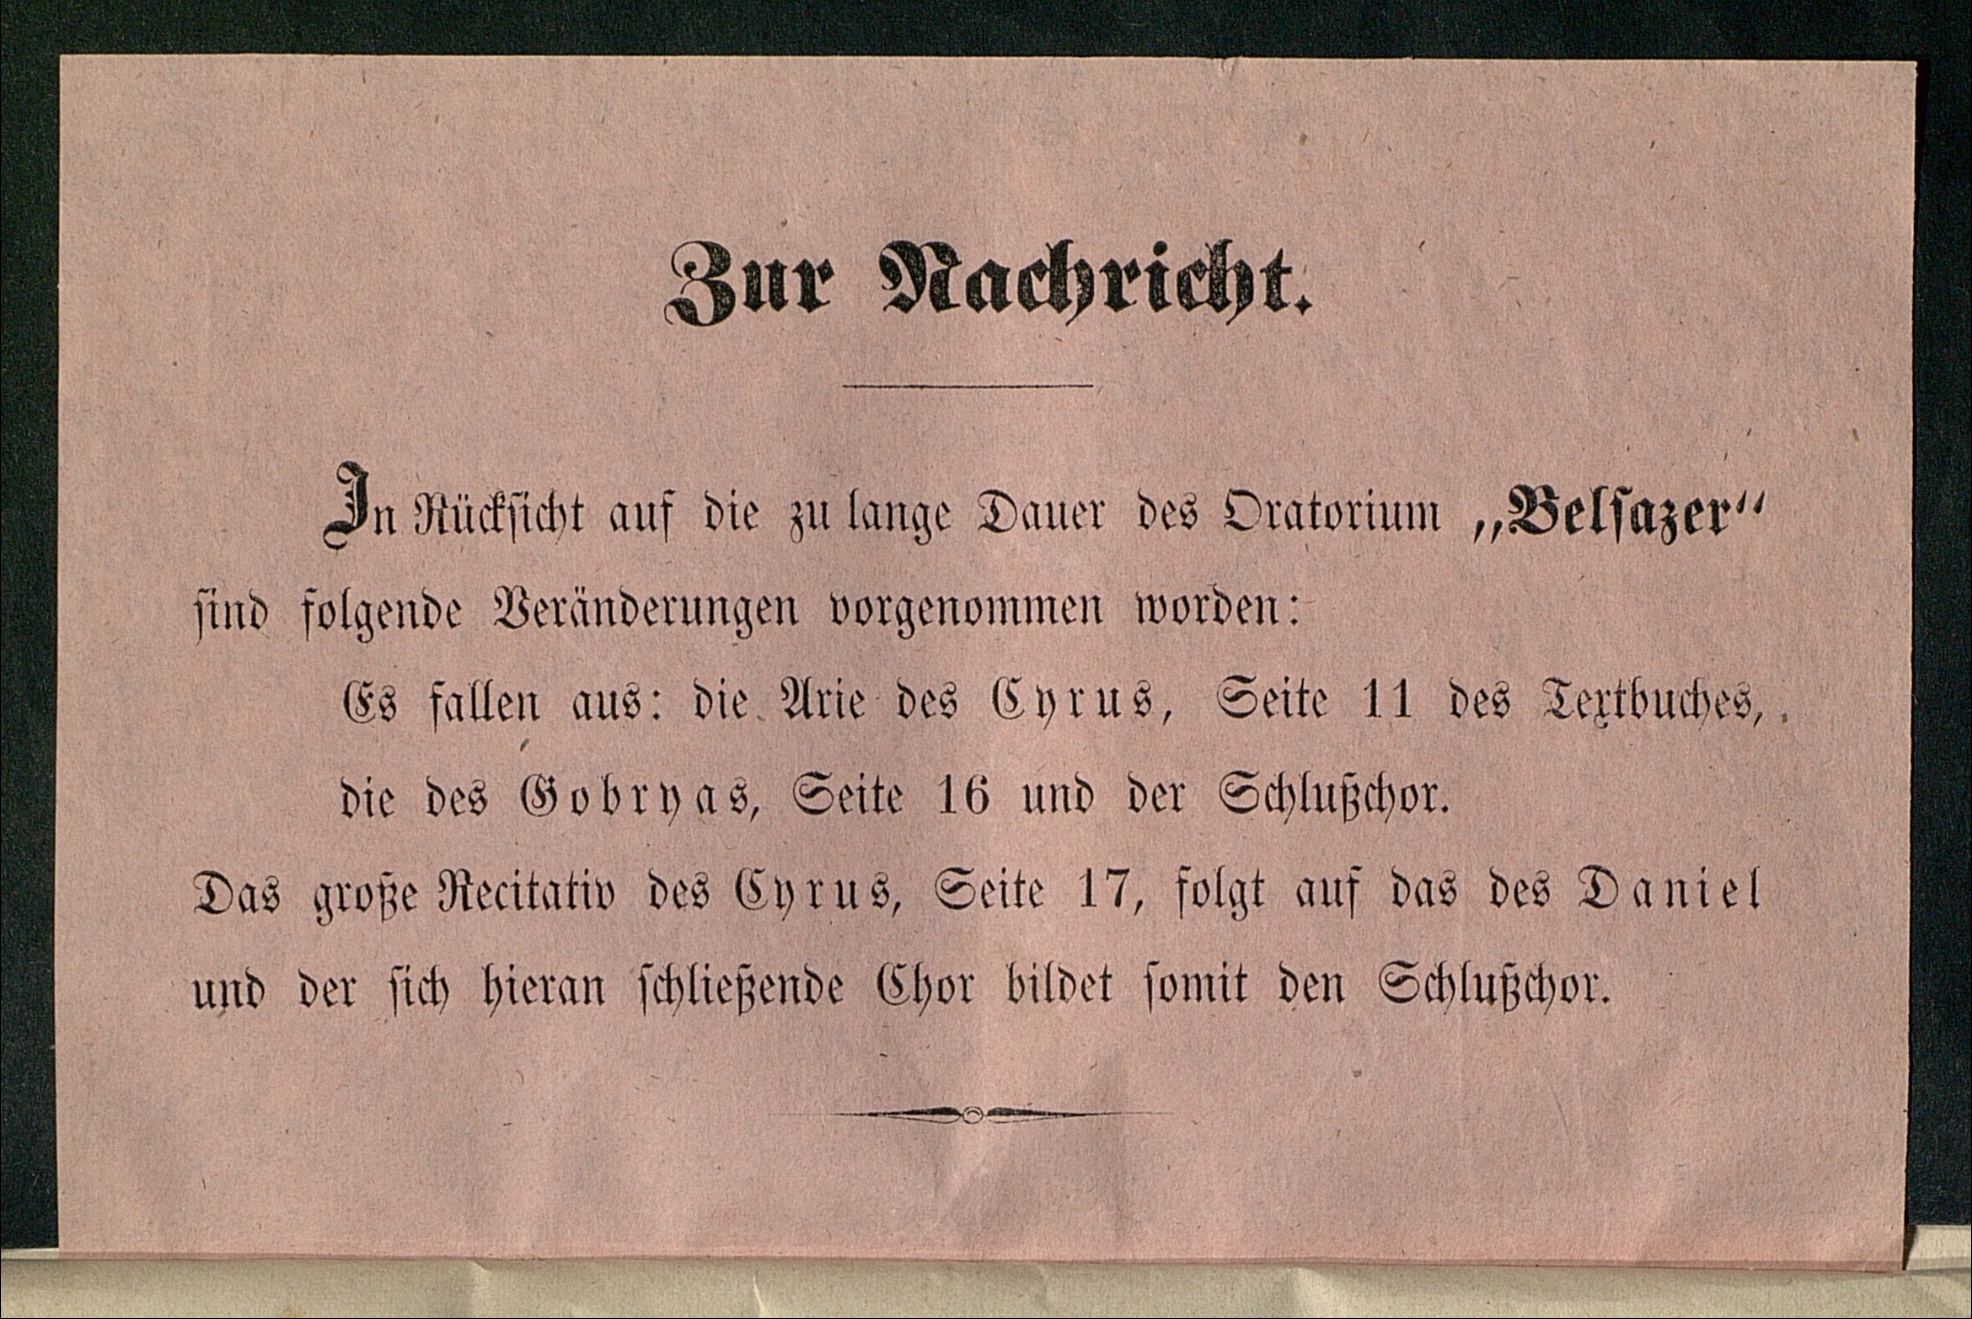 Zur Nachricht.
In Rücksicht auf die zu lange Dauer des Oratorium „Belsazer“
sind folgende Veränderungen vorgenommen worden:
Es fallen aus: die Arie des Cyrus, Seite 11 des Textbuches,
die des Gobryas, Seite 16 und der Schlußchor.
Das große Recitativ des Cyrus, Seite 17, folgt auf das des Daniel
und der sich hieran schließende Chor bildet somit den Schlußchor.